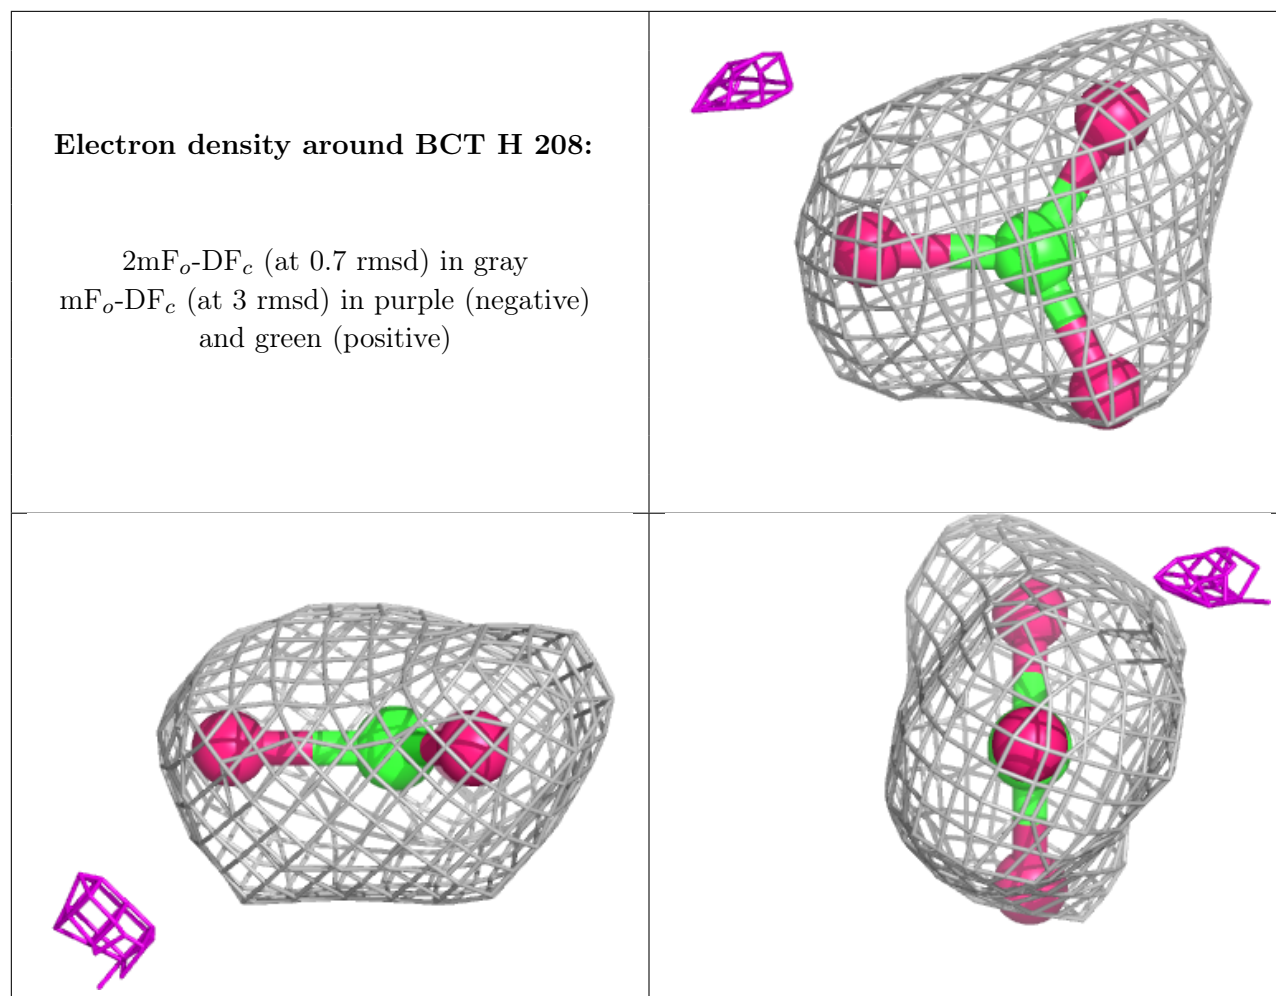 Electron density around BCT H 208:
2mFo-DFc (at 0.7 rmsd) in gray
mFo-DFc (at 3 rmsd) in purple (negative)
and green (positive)